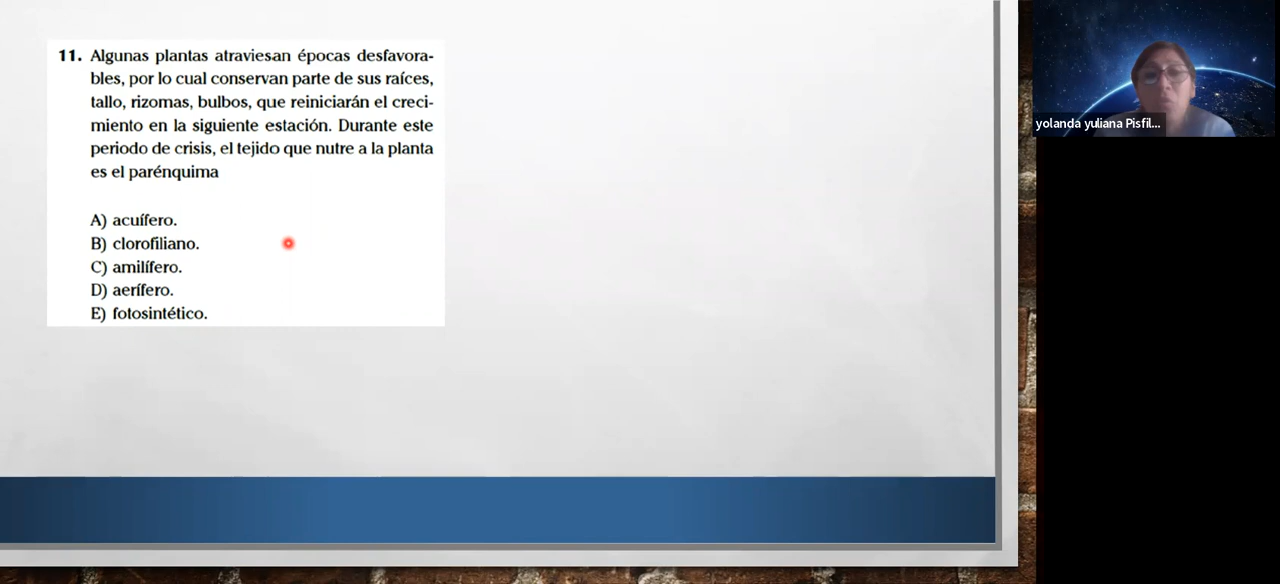 11. Algunas plantas atraviesan épocas desfavora-
bles, por lo cual conservan parte de sus raíces,
tallo, rizomas, bulbos, que reiniciarán el creci-
miento en la siguiente estación. Durante este
periodo de crisis, el tejido que nutre a la planta
es el parénquima
A) acuífero.
B) clorofiliano.
C) amilífero.
D) aerífero.
E) fotosintético.
yolanda yuliana Pisfil...